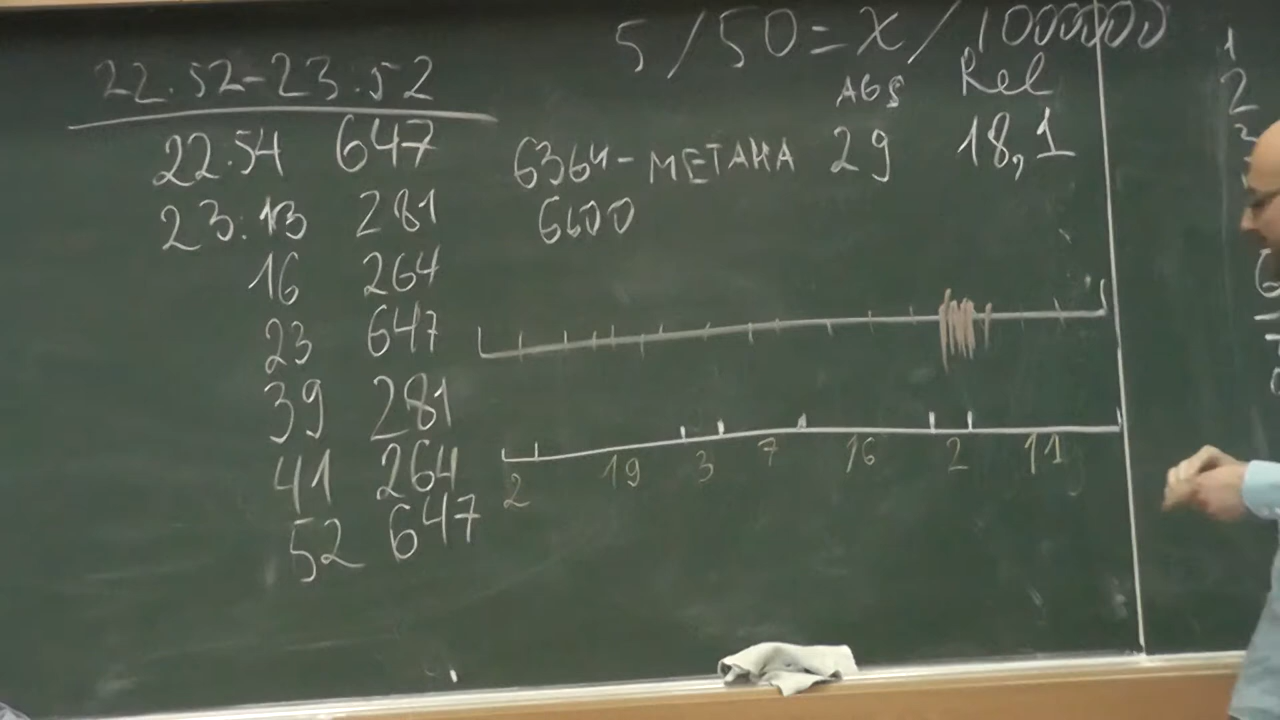 5/50=x/1000000
22.52-23.52
22.54 647
23:13 281
16 264
23 647
39 281
41 264
52 647
ABS Rel
6364-МЕТАНА 29 18,1
6600
2 19 3 7 16 2 11
1
2